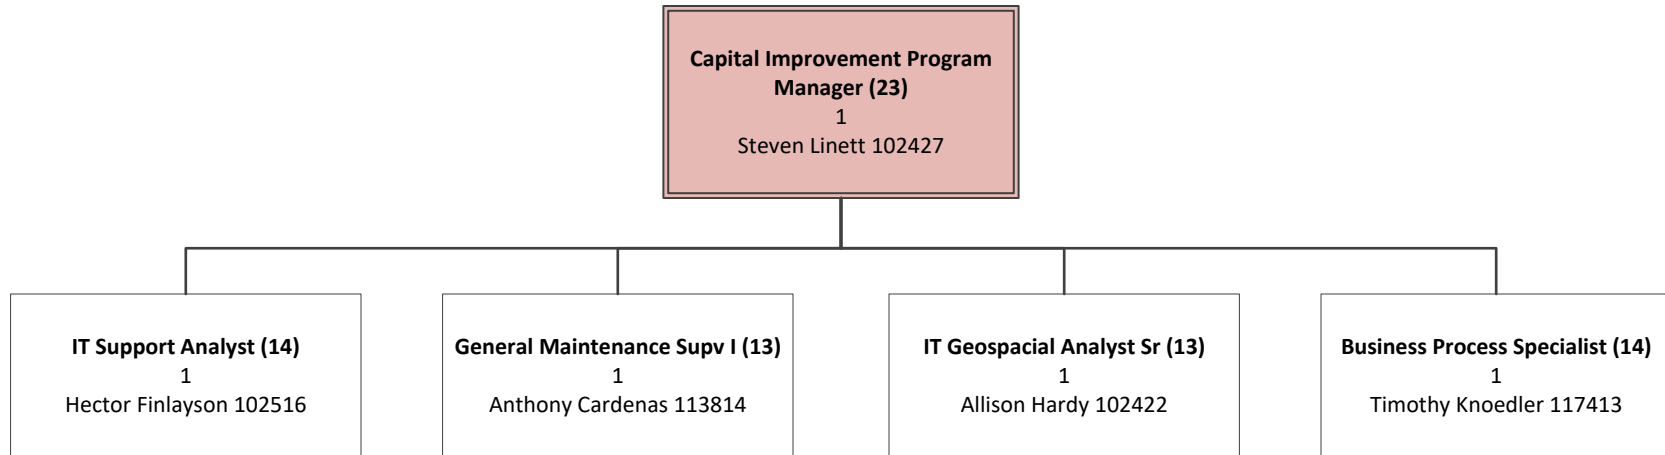 Capital Improvement Program
Manager (23)
1
Steven Linett 102427
IT Support Analyst (14)
1
Hector Finlayson 102516
General Maintenance Supv I (13)
1
Anthony Cardenas 113814
IT Geospacial Analyst Sr (13)
1
Allison Hardy 102422
Business Process Specialist (14)
1
Timothy Knoedler 117413